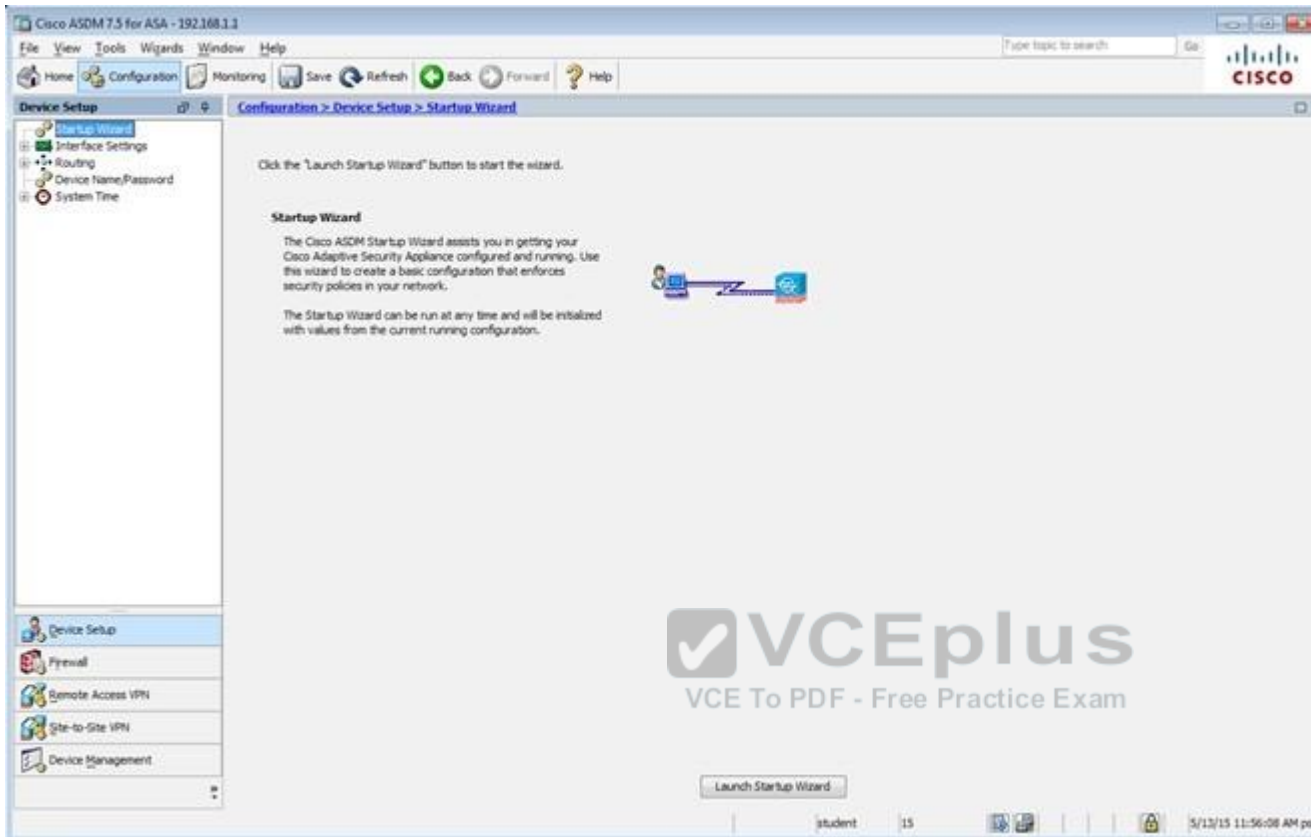 Cisco ASDM 7.5 for ASA - 192.168.1.1
File View Tools Wizards Window Help
Type topic to search Go
Home Configuration Monitoring Save Refresh Back Forward Help
CISCO
Device Setup
Configuration > Device Setup > Startup Wizard
Startup Wizard
Interface Settings
Routing
Device Name/Password
System Time
Click the "Launch Startup Wizard" button to start the wizard.
Startup Wizard
The Cisco ASDM Startup Wizard assists you in getting your
Cisco Adaptive Security Appliance configured and running. Use
this wizard to create a basic configuration that enforces
security policies in your network.
The Startup Wizard can be run at any time and will be initialized
with values from the current running configuration.
Device Setup
Firewall
Remote Access VPN
Site-to-Site VPN
Device Management
VCEplus
VCE To PDF - Free Practice Exam
Launch Startup Wizard
student 15 5/13/15 11:56:08 AM